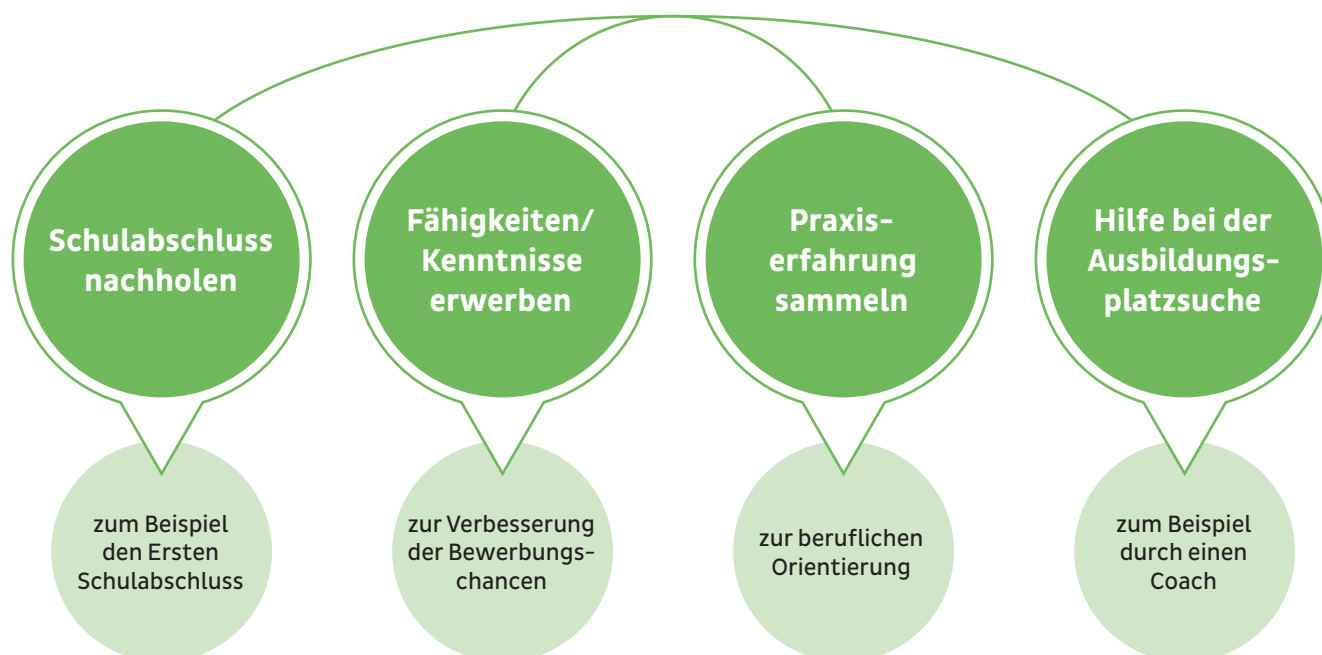 Schulabschluss
nachholen
Fähigkeiten/
Kenntnisse
erwerben
Praxis-
erfahrung
sammeln
Hilfe bei der
Ausbildungs-
platzsuche
zum Beispiel
den Ersten
Schulabschluss
zur Verbesserung
der Bewerbungs-
chancen
zur beruflichen
Orientierung
zum Beispiel
durch einen
Coach